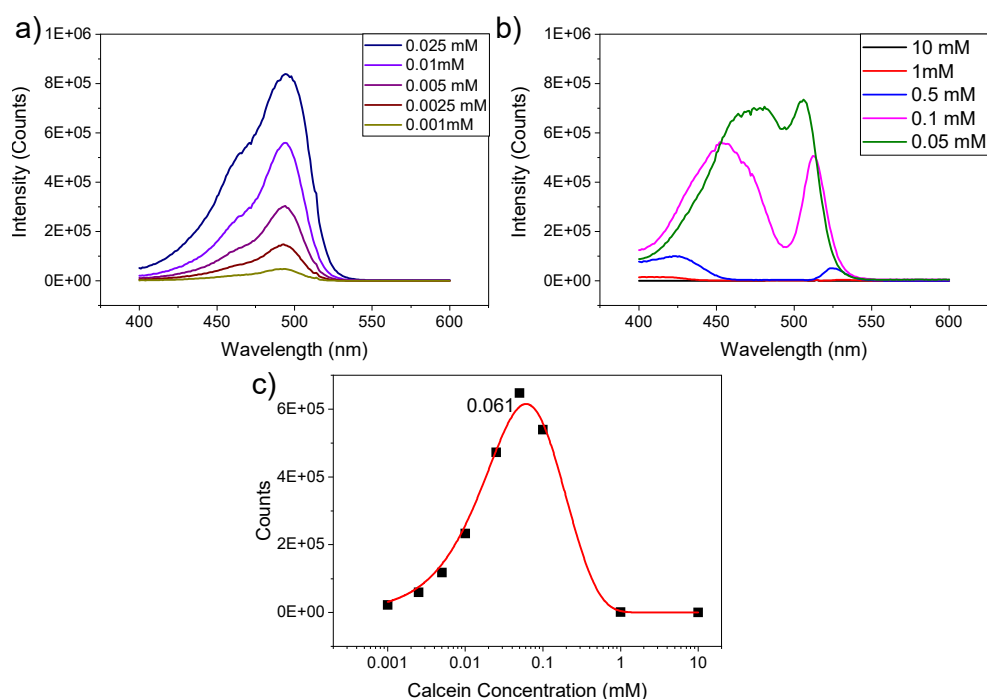 a)
1E+06
8E+05
6E+05
4E+05
2E+05
0E+00
Intensity (Counts)
400 450 500 550 600
Wavelength (nm)
0.025 mM
0.01mM
0.005 mM
0.0025 mM
0.001mM
b)
1E+06
8E+05
6E+05
4E+05
2E+05
0E+00
Intensity (Counts)
400 450 500 550 600
Wavelength (nm)
10 mM
1mM
0.5 mM
0.1 mM
0.05 mM
c)
6E+05
4E+05
2E+05
0E+00
Counts
0.061
0.001 0.01 0.1 1 10
Calcein Concentration (mM)